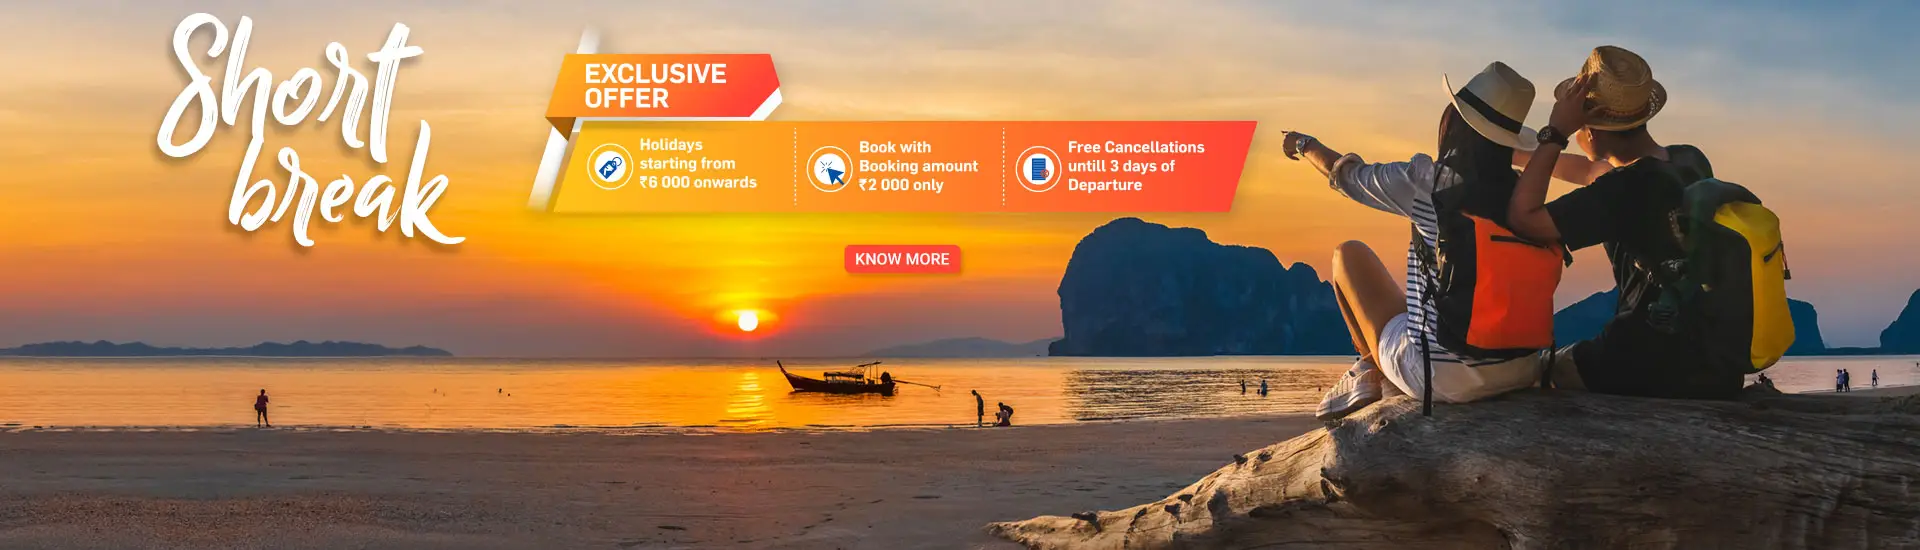 Short
break
EXCLUSIVE
OFFER
Holidays
starting from
₹6 000 onwards
Book with
Booking amount
₹2 000 only
Free Cancellations
untill 3 days of
Departure
KNOW MORE